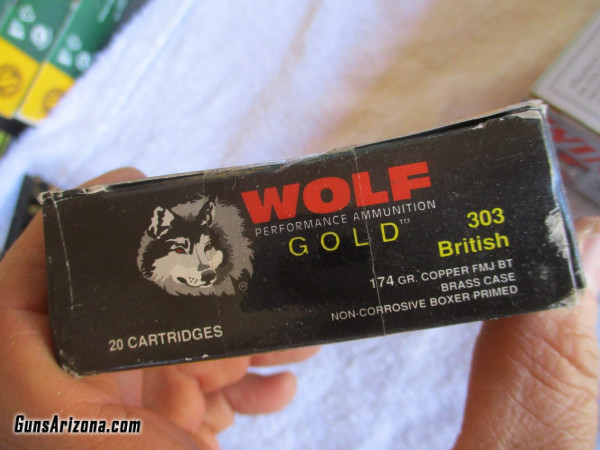 WOLF
PERFORMANCE AMMUNITION
GOLD™
303
British
174 GR. COPPER FMJ BT
BRASS CASE
NON-CORROSIVE BOXER PRIMED
®
20 CARTRIDGES
GunsArizona.com